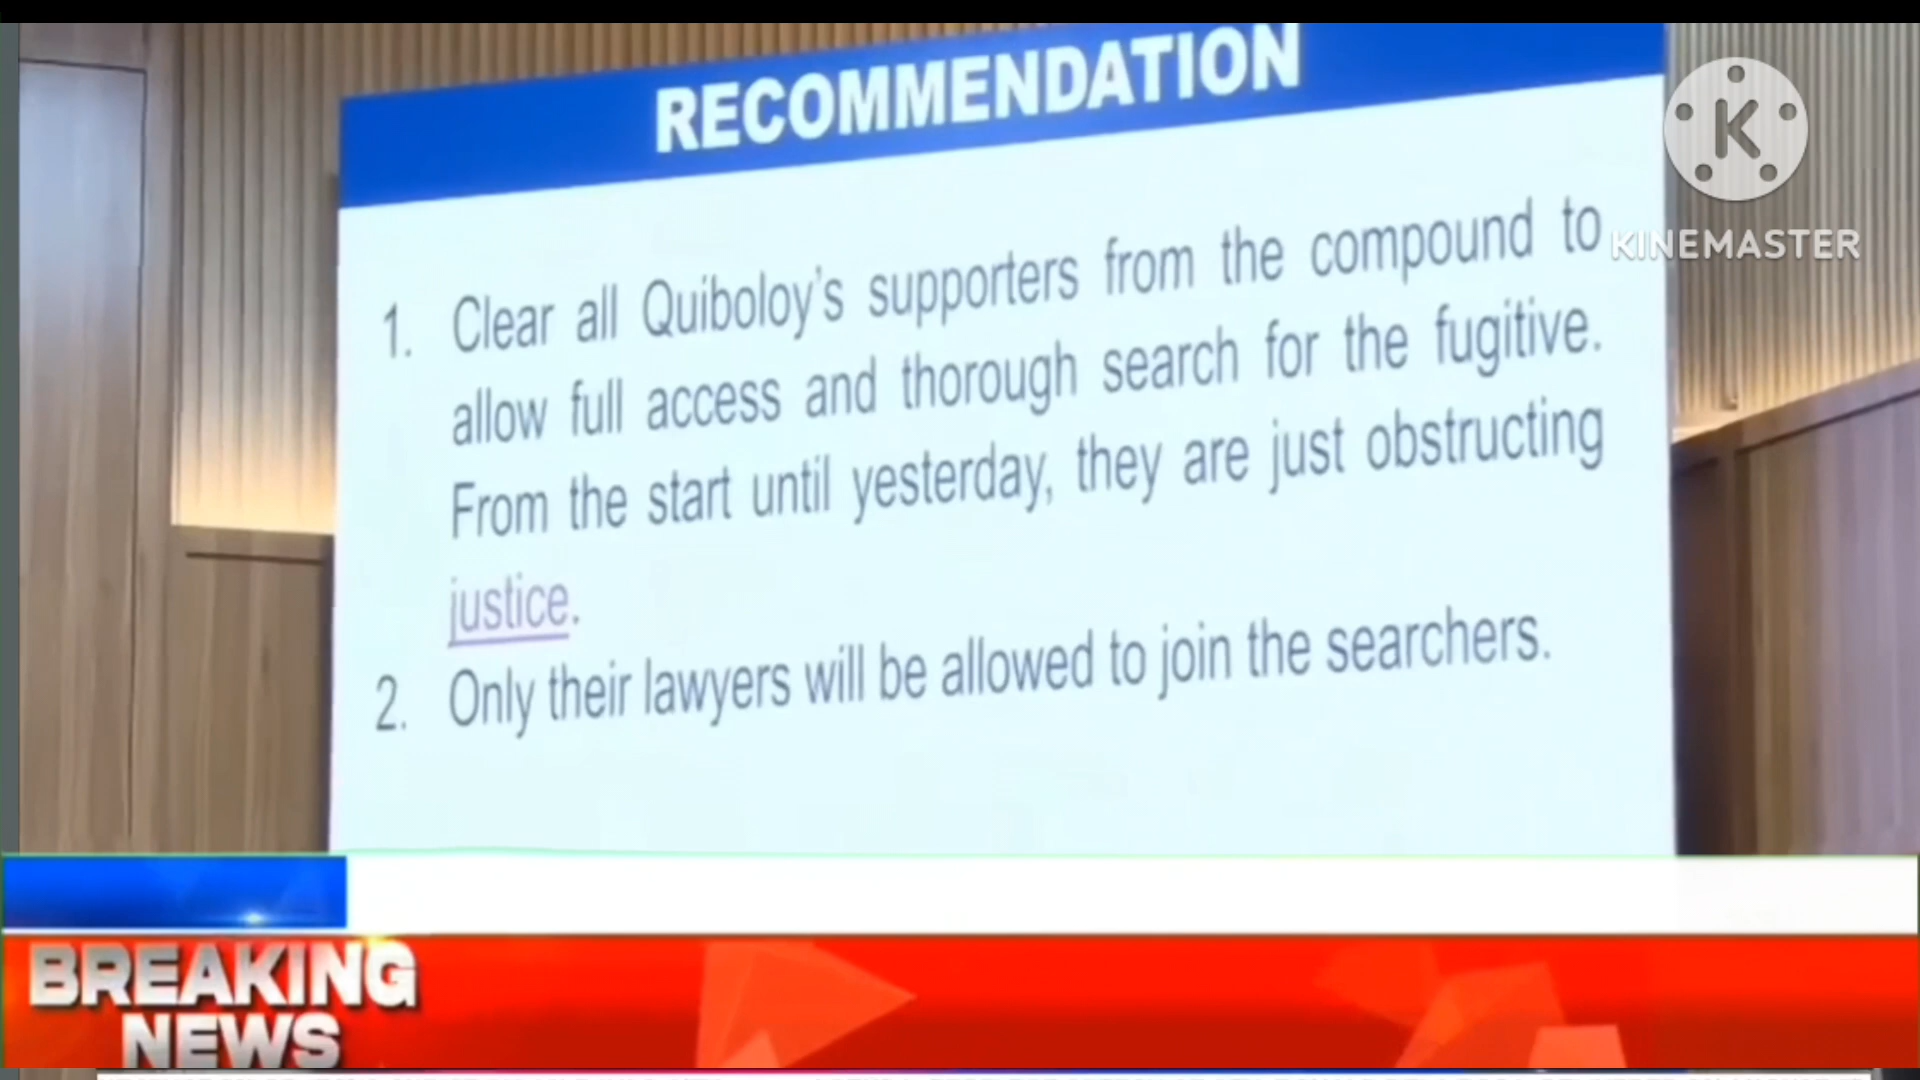 RECOMMENDATION
K
KINEMASTER
1. Clear all Quiboloy's supporters from the compound to
allow full access and thorough search for the fugitive.
From the start until yesterday, they are just obstructing
justice.
2. Only their lawyers will be allowed to join the searchers.
BREAKING
NEWS